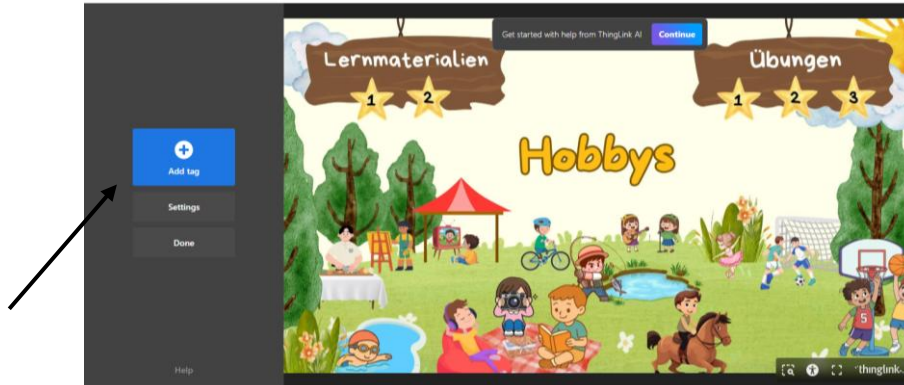 Get started with help from ThingLink AI
Continue
Lernmaterialien
1 2
Übungen
1 2 3
Hobbys
Add tag
Settings
Done
Help
5
thinglink..